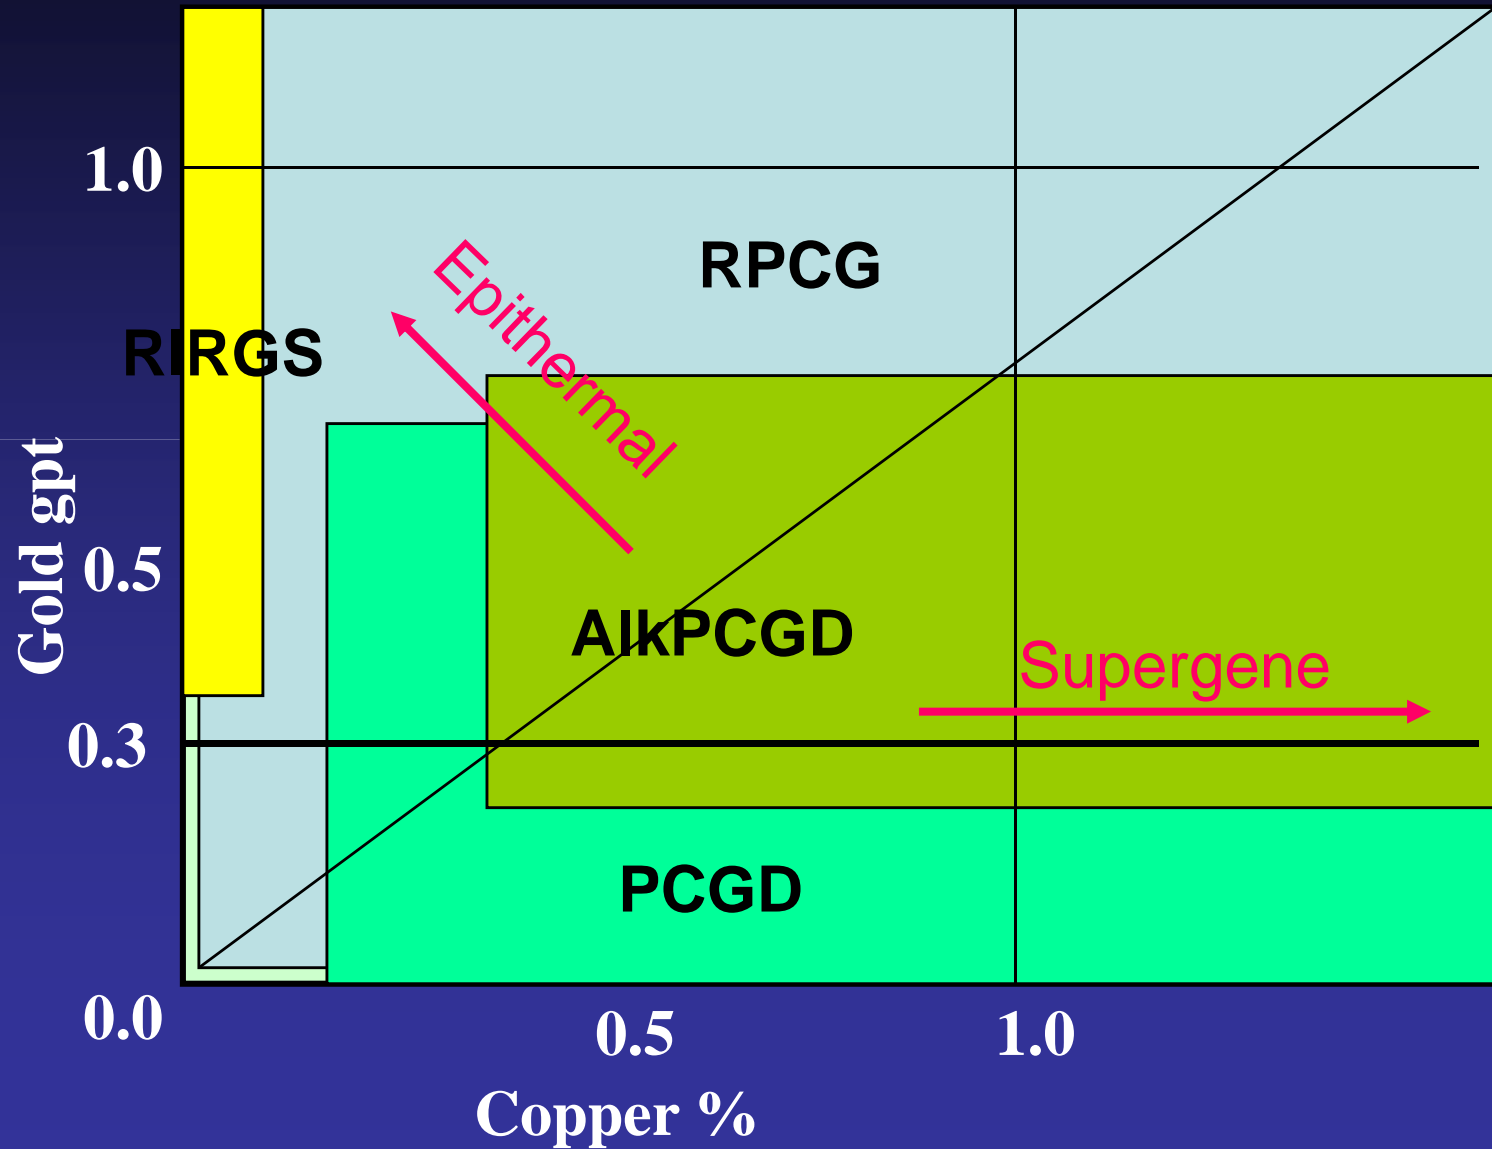 1.0
RPCG
Epithermal
RIRGS
Gold gpt
0.5
AlkPCGD
Supergene
0.3
PCGD
0.0
0.5
1.0
Copper %